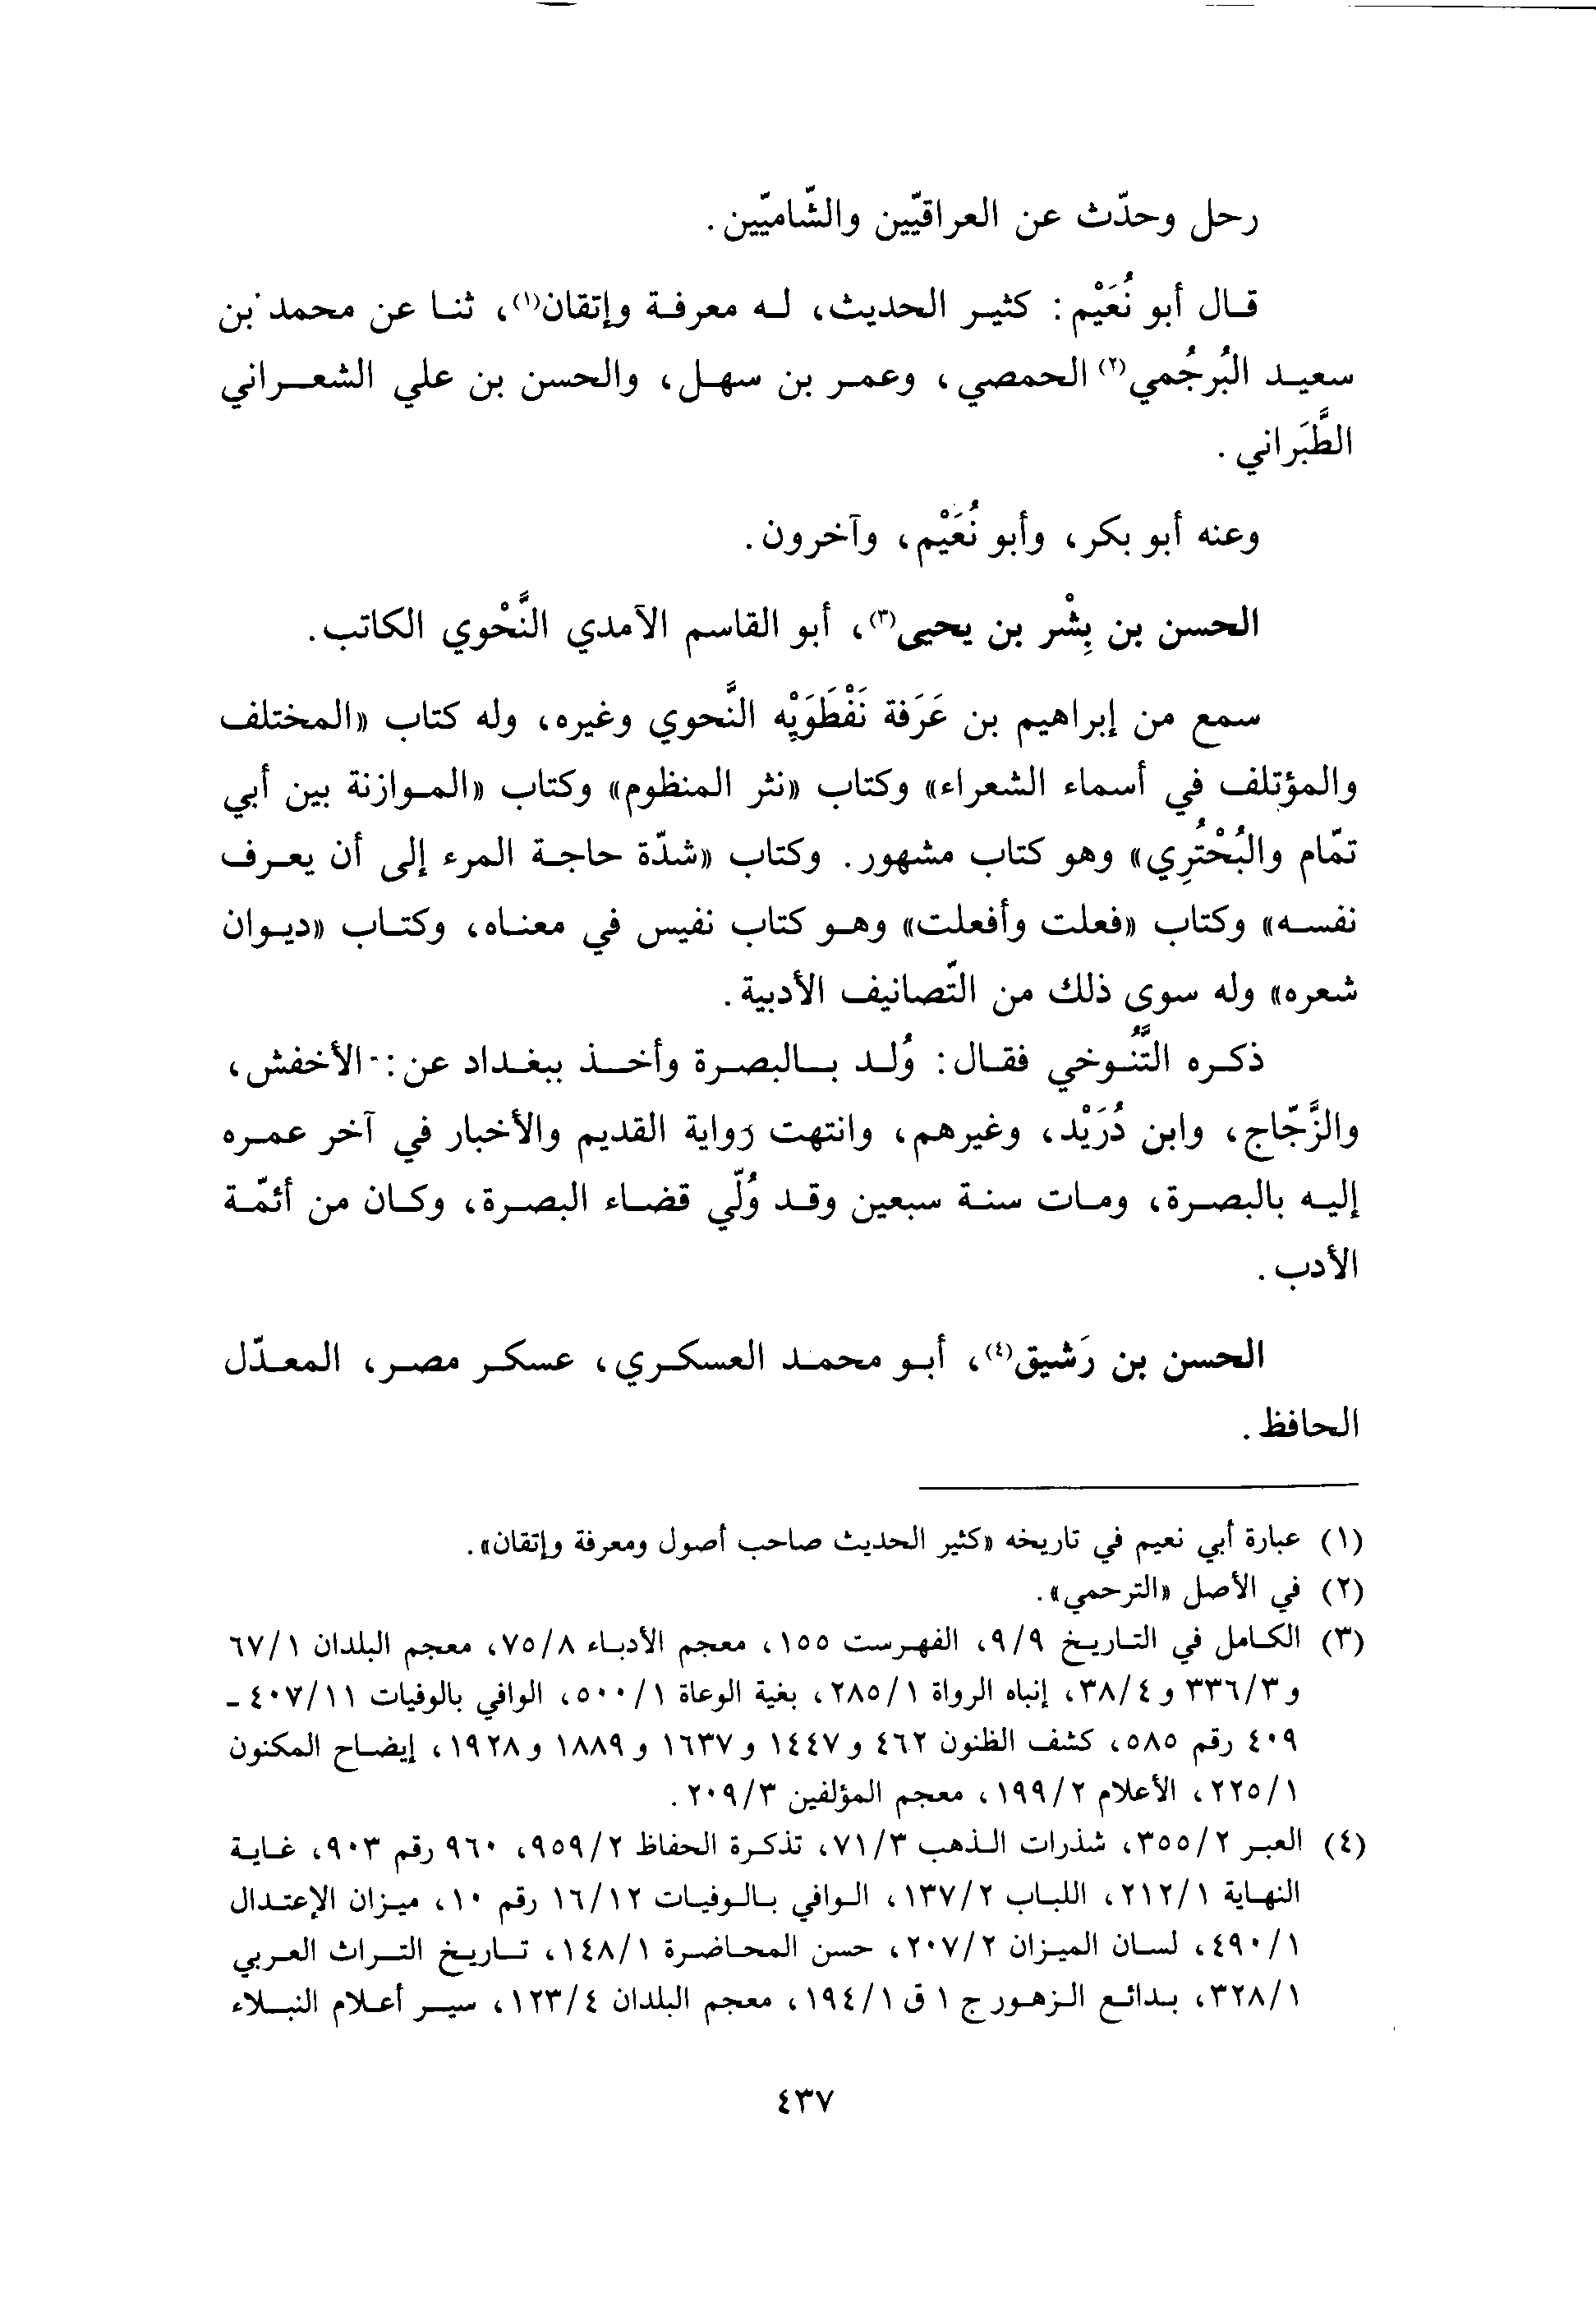 رحل وحدّث عن العراقيّين والشّاميّين.
قال أبو نُعَيْم: كثير الحديث، له معرفة وإتقان(١)، ثنا عن محمد بن
سعيد البُرجُمي(٢) الحمصي، وعمر بن سهل، والحسن بن علي الشعراني
الطَّبَراني.
وعنه أبو بكر، وأبو نُعَيْم، وآخرون.
الحسن بن بِشْر بن يحيى(٣)، أبو القاسم الآمدي النَّحْوي الكاتب.
سمع من إبراهيم بن عَرَفة نَفْطَوَيْه النَّحوي وغيره، وله كتاب «المختلف
والمؤتلف في أسماء الشعراء» وكتاب «نثر المنظوم» وكتاب «الموازنة بين أبي
تمّام والبُحْتُرِي» وهو كتاب مشهور. وكتاب «شدّة حاجة المرء إلى أن يعرف
نفسه» وكتاب «فعلت وأفعلت» وهو كتاب نفيس في معناه، وكتاب «ديوان
شعره» وله سوى ذلك من التّصانيف الأدبية.
ذكره التَّنُوخي فقال: وُلد بالبصرة وأخذ ببغداد عن: الأخفش،
والزَّجّاج، وابن دُرَيْد، وغيرهم، وانتهت رواية القديم والأخبار في آخر عمره
إليه بالبصرة، ومات سنة سبعين وقد وُلّي قضاء البصرة، وكان من أئمّة
الأدب.
الحسن بن رَشيق(٤)، أبو محمد العسكري، عسكر مصر، المعدّل
الحافظ.
(١) عبارة أبي نعيم في تاريخه «كثير الحديث صاحب أصول ومعرفة وإتقان».
(٢) في الأصل «الترحمي».
(٣) الكامل في التاريخ ٩/٩، الفهرست ١٥٥، معجم الأدباء ٧٥/٨، معجم البلدان ٦٧/١
و٣٣٦/٣ و٣٨/٤، إنباه الرواة ٢٨٥/١، بغية الوعاة ٥٠٠/١، الوافي بالوفيات ٤٠٧/١١ -
٤٠٩ رقم ٥٨٥، كشف الظنون ٤٦٢ و١٤٤٧ و١٦٣٧ و١٨٨٩ و١٩٢٨، إيضاح المكنون
٢٢٥/١، الأعلام ١٩٩/٢، معجم المؤلفين ٢٠٩/٣.
(٤) العبر ٣٥٥/٢، شذرات الذهب ٧١/٣، تذكرة الحفاظ ٩٥٩/٢، ٩٦٠ رقم ٩٠٣، غاية
النهاية ٢١٢/١، اللباب ١٣٧/٢، الوافي بالوفيات ١٦/١٢ رقم ١٠، ميزان الإعتدال
٤٩٠/١، لسان الميزان ٢٠٧/٢، حسن المحاضرة ١٤٨/١، تاريخ التراث العربي
٣٢٨/١، بدائع الزهور ج ١ ق ١٩٤/١، معجم البلدان ١٢٣/٤، سير أعلام النبلاء
٤٣٧